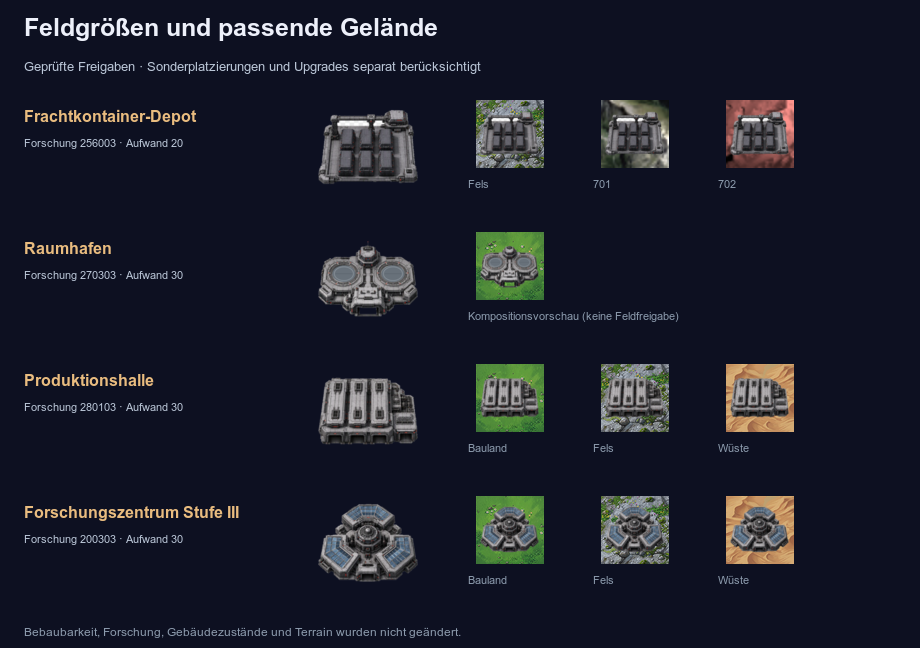 Feldgrößen und passende Gelände
Geprüfte Freigaben · Sonderplatzierungen und Upgrades separat berücksichtigt
Frachtkontainer-Depot
Forschung 256003 · Aufwand 20
Fels
701
702
Raumhafen
Forschung 270303 · Aufwand 30
Kompositionsvorschau (keine Feldfreigabe)
Produktionshalle
Forschung 280103 · Aufwand 30
Bauland
Fels
Wüste
Forschungszentrum Stufe III
Forschung 200303 · Aufwand 30
Bauland
Fels
Wüste
Bebaubarkeit, Forschung, Gebäudezustände und Terrain wurden nicht geändert.